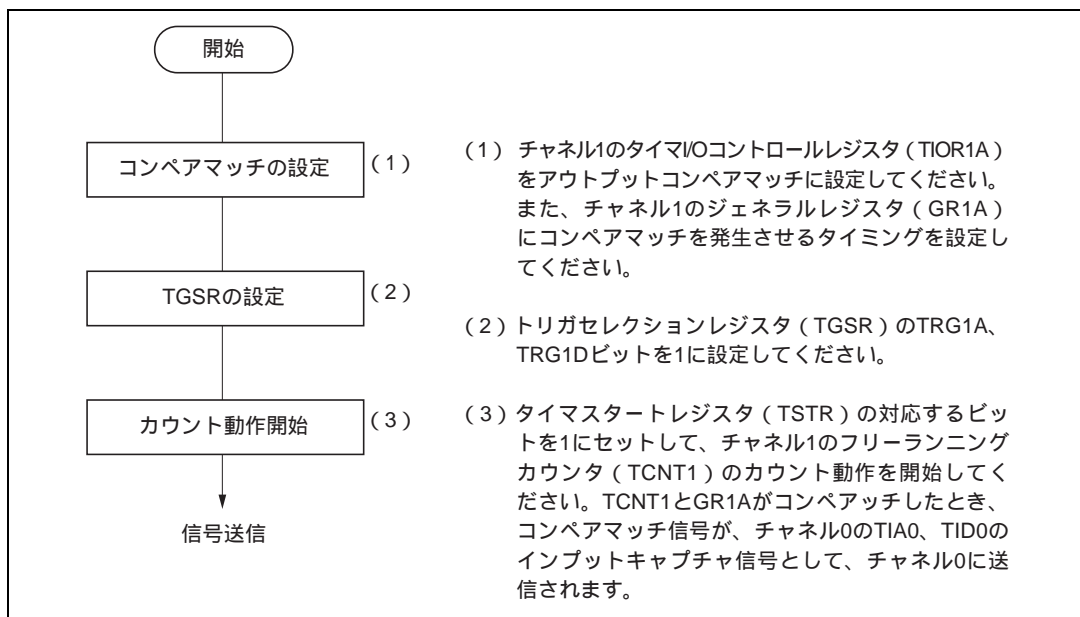 開始
コンペアマッチの設定
(1)
TGSRの設定
(2)
カウント動作開始
(3)
信号送信
(1) チャネル1のタイマI/Oコントロールレジスタ(TIOR1A)
をアウトプットコンペアマッチに設定してください。
また、チャネル1のジェネラルレジスタ(GR1A)
にコンペアマッチを発生させるタイミングを設定し
てください。
(2)トリガセレクションレジスタ(TGSR)のTRG1A、
TRG1Dビットを1に設定してください。
(3)タイマスタートレジスタ(TSTR)の対応するビッ
トを1にセットして、チャネル1のフリーランニング
カウンタ(TCNT1)のカウント動作を開始してく
ださい。TCNT1とGR1Aがコンペアッチしたとき、
コンペアマッチ信号が、チャネル0のTIA0、TID0の
インプットキャプチャ信号として、チャネル0に送
信されます。